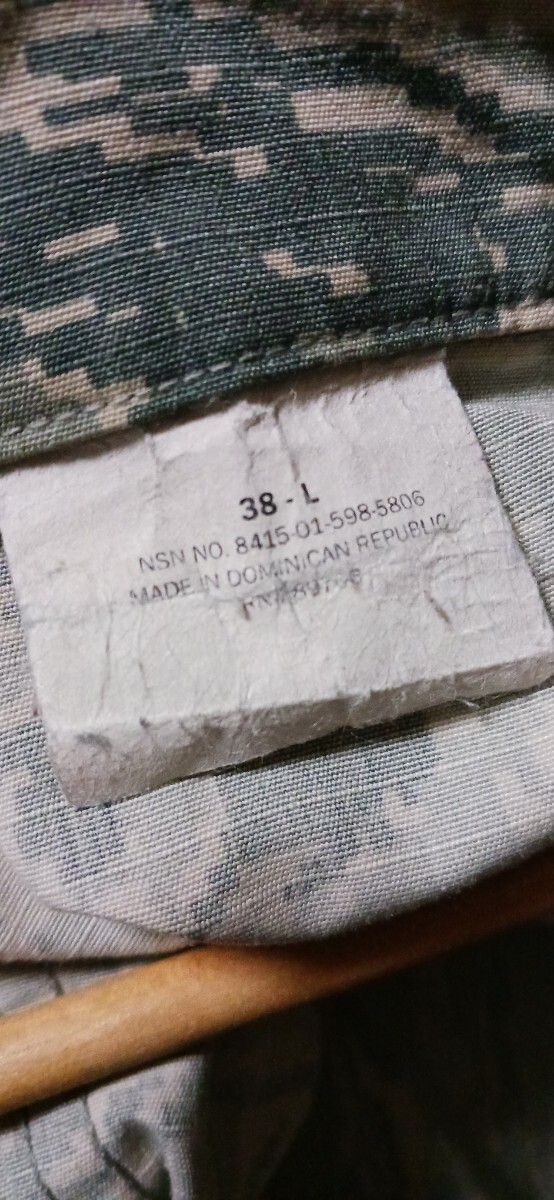 38 - L
NSN NO. 8415-01-598-5806
MADE IN DOMINICAN REPUBLIC